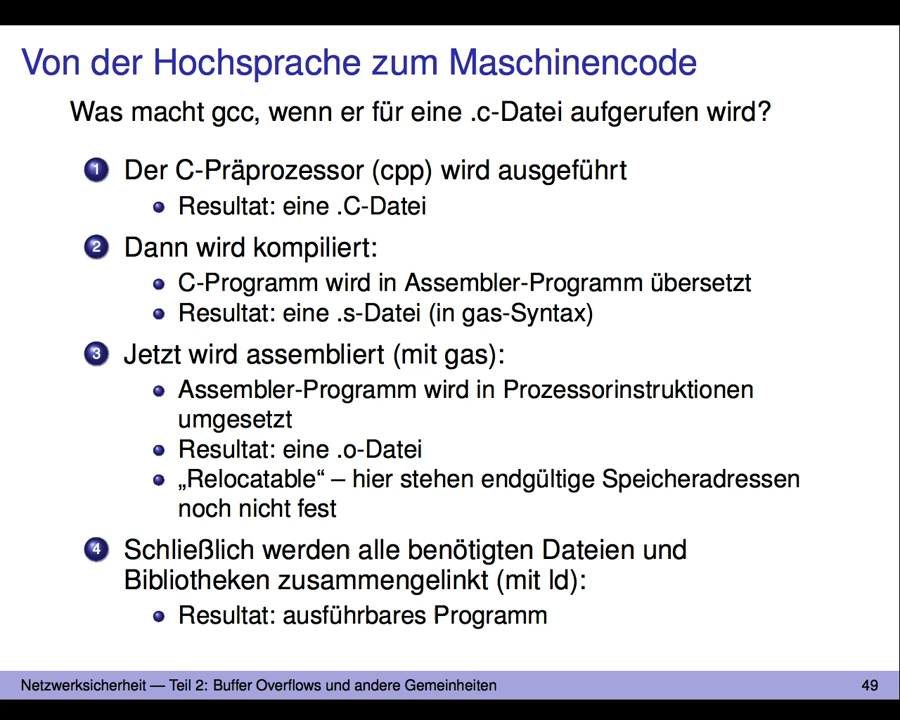 Von der Hochsprache zum Maschinencode
Was macht gcc, wenn er für eine .c-Datei aufgerufen wird?
1 Der C-Präprozessor (cpp) wird ausgeführt
Resultat: eine .C-Datei
2 Dann wird kompiliert:
C-Programm wird in Assembler-Programm übersetzt
Resultat: eine .s-Datei (in gas-Syntax)
3 Jetzt wird assembliert (mit gas):
Assembler-Programm wird in Prozessorinstruktionen
umgesetzt
Resultat: eine .o-Datei
„Relocatable“ – hier stehen endgültige Speicheradressen
noch nicht fest
4 Schließlich werden alle benötigten Dateien und
Bibliotheken zusammengelinkt (mit ld):
Resultat: ausführbares Programm
Netzwerksicherheit — Teil 2: Buffer Overflows und andere Gemeinheiten 49